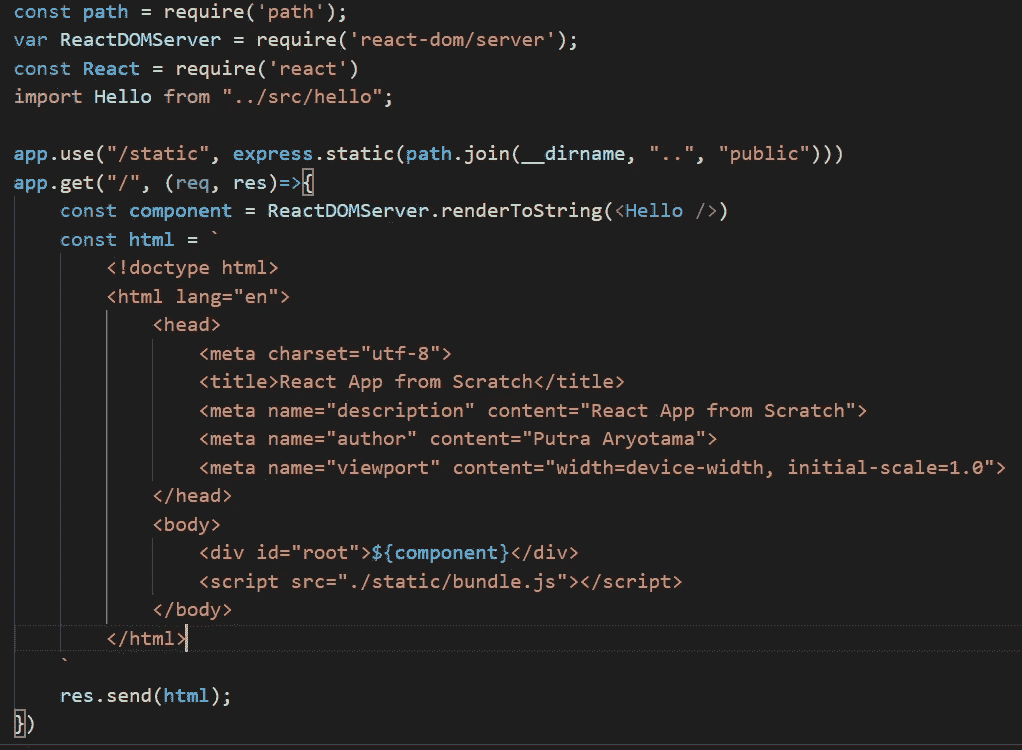 const path = require('path');
var ReactDOMServer = require('react-dom/server');
const React = require('react')
import Hello from "../src/hello";

app.use("/static", express.static(path.join(__dirname, "..", "public")))
app.get("/", (req, res)=>{
    const component = ReactDOMServer.renderToString(<Hello />)
    const html = `
        <!doctype html>
        <html lang="en">
            <head>
                <meta charset="utf-8">
                <title>React App from Scratch</title>
                <meta name="description" content="React App from Scratch">
                <meta name="author" content="Putra Aryotama">
                <meta name="viewport" content="width=device-width, initial-scale=1.0">
            </head>
            <body>
                <div id="root">${component}</div>
                <script src="./static/bundle.js"></script>
            </body>
        </html>
    `
    res.send(html);
})